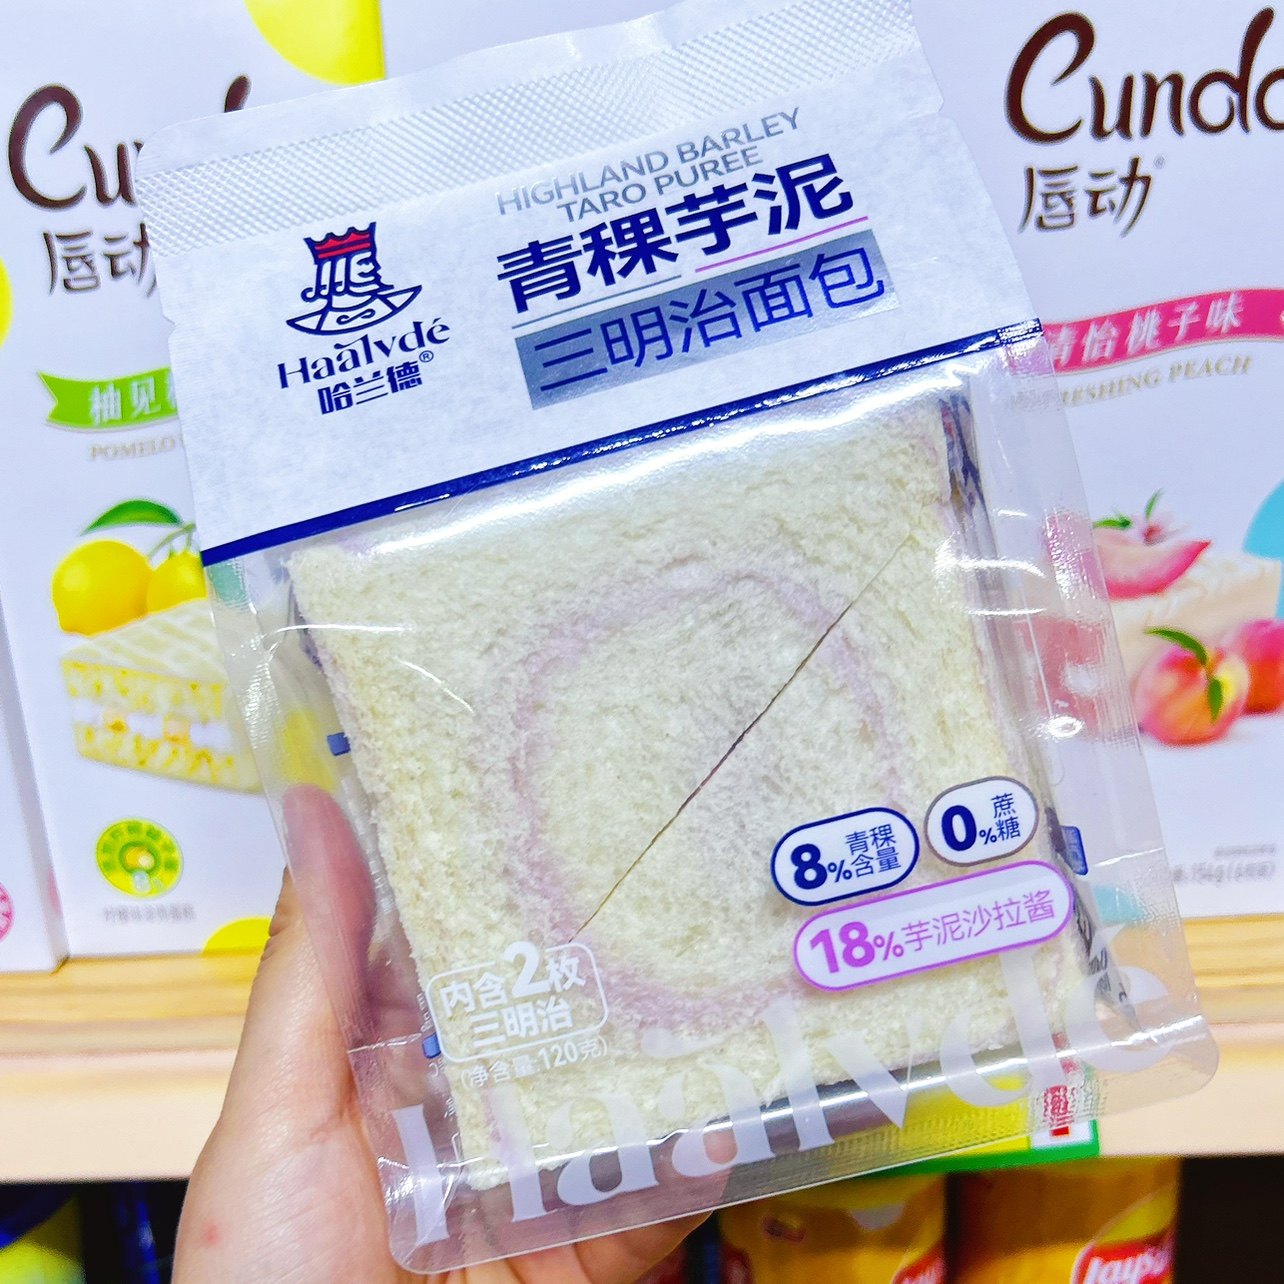 HIGHLAND BARLEY
TARO PUREE
青稞芋泥
三明治面包
Haalvdé®
哈兰德
8%青稞含量
0%蔗糖
18%芋泥沙拉酱
内含2枚
三明治
(净含量:120克)
Haalvdé
唇动
柚见
POMELO
Cundo
唇动®
清怡桃子味
RESHING PEACH